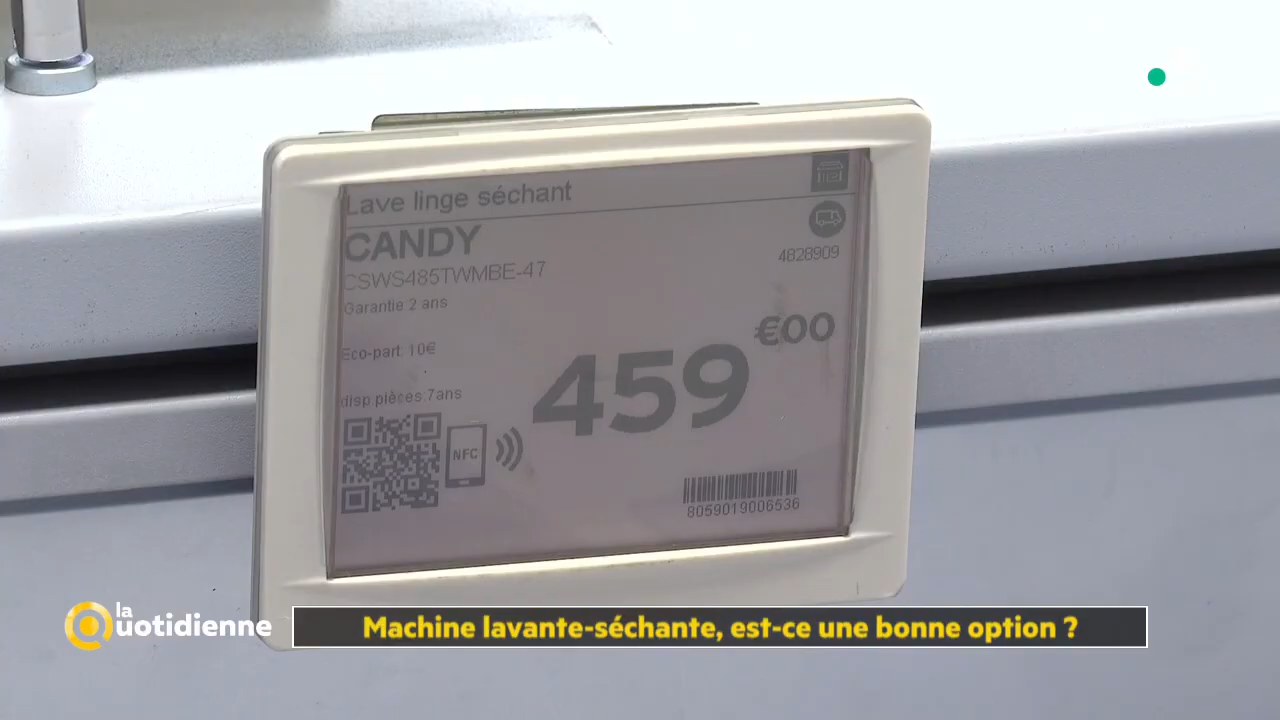 Lave linge séchant
CANDY
CSWS485TWMBE-47
4828909
Garantie 2 ans
€00
Eco-part. 10€
459
disp pièces 7ans
NFC
8059019006536
la Quotidienne
Machine lavante-séchante, est-ce une bonne option ?